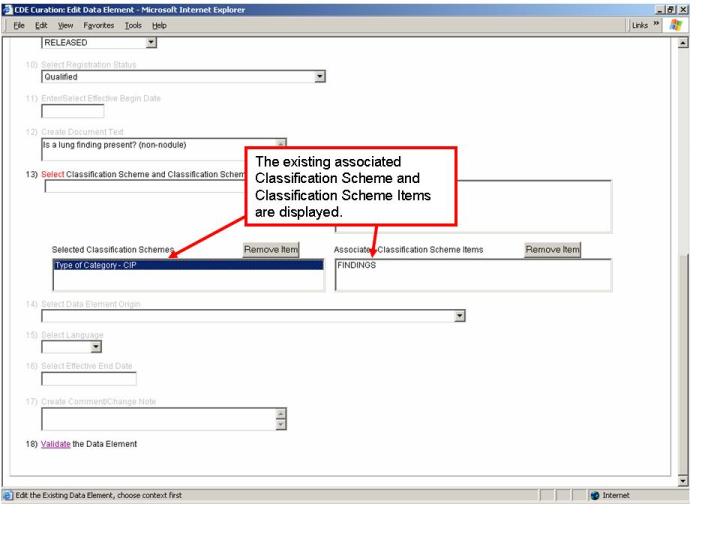 CDE Curation: Edit Data Element - Microsoft Internet Explorer
File Edit View Favorites Tools Help Links »
RELEASED
10) Select Registration Status
Qualified
11) Enter/Select Effective Begin Date
12) Create Document Text
Is a lung finding present? (non-nodule)
13) Select Classification Scheme and Classification Schem
The existing associated
Classification Scheme and
Classification Scheme Items
are displayed.
Selected Classification Schemes Remove Item Associated Classification Scheme Items Remove Item
Type of Category - CIP FINDINGS
14) Select Data Element Origin
15) Select Language
16) Select Effective End Date
17) Create Comment/Change Note
18) Validate the Data Element
Edit the Existing Data Element, choose context first Internet